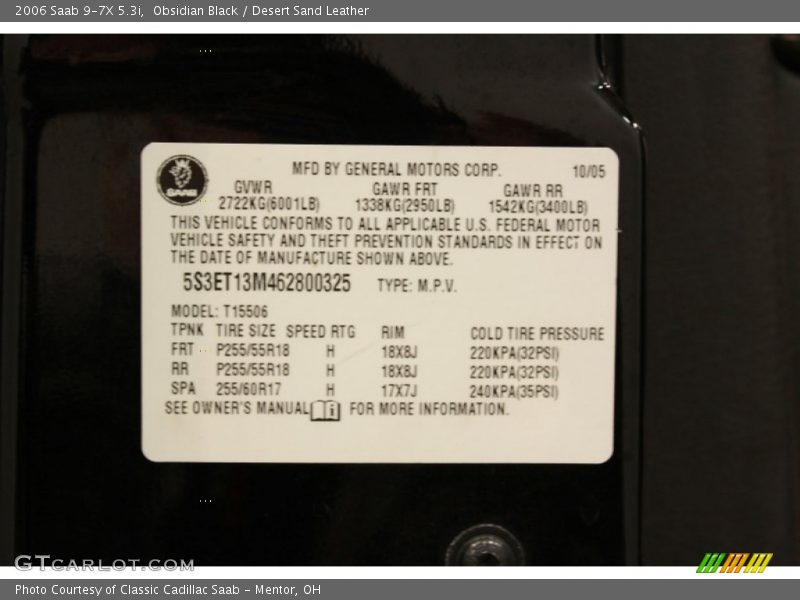 2006 Saab 9-7X 5.3i,  Obsidian Black / Desert Sand Leather
MFD BY GENERAL MOTORS CORP. 10/05
SAAB
GVWR GAWR FRT GAWR RR
2722KG(6001LB) 1338KG(2950LB) 1542KG(3400LB)
THIS VEHICLE CONFORMS TO ALL APPLICABLE U.S. FEDERAL MOTOR
VEHICLE SAFETY AND THEFT PREVENTION STANDARDS IN EFFECT ON
THE DATE OF MANUFACTURE SHOWN ABOVE.
5S3ET13M462800325 TYPE: M.P.V.
MODEL: T15506
TPNK TIRE SIZE SPEED RTG RIM COLD TIRE PRESSURE
FRT P255/55R18 H 18X8J 220KPA(32PSI)
RR P255/55R18 H 18X8J 220KPA(32PSI)
SPA 255/60R17 H 17X7J 240KPA(35PSI)
SEE OWNER'S MANUAL i FOR MORE INFORMATION.
GTCARLOT.COM
Photo Courtesy of Classic Cadillac Saab - Mentor, OH